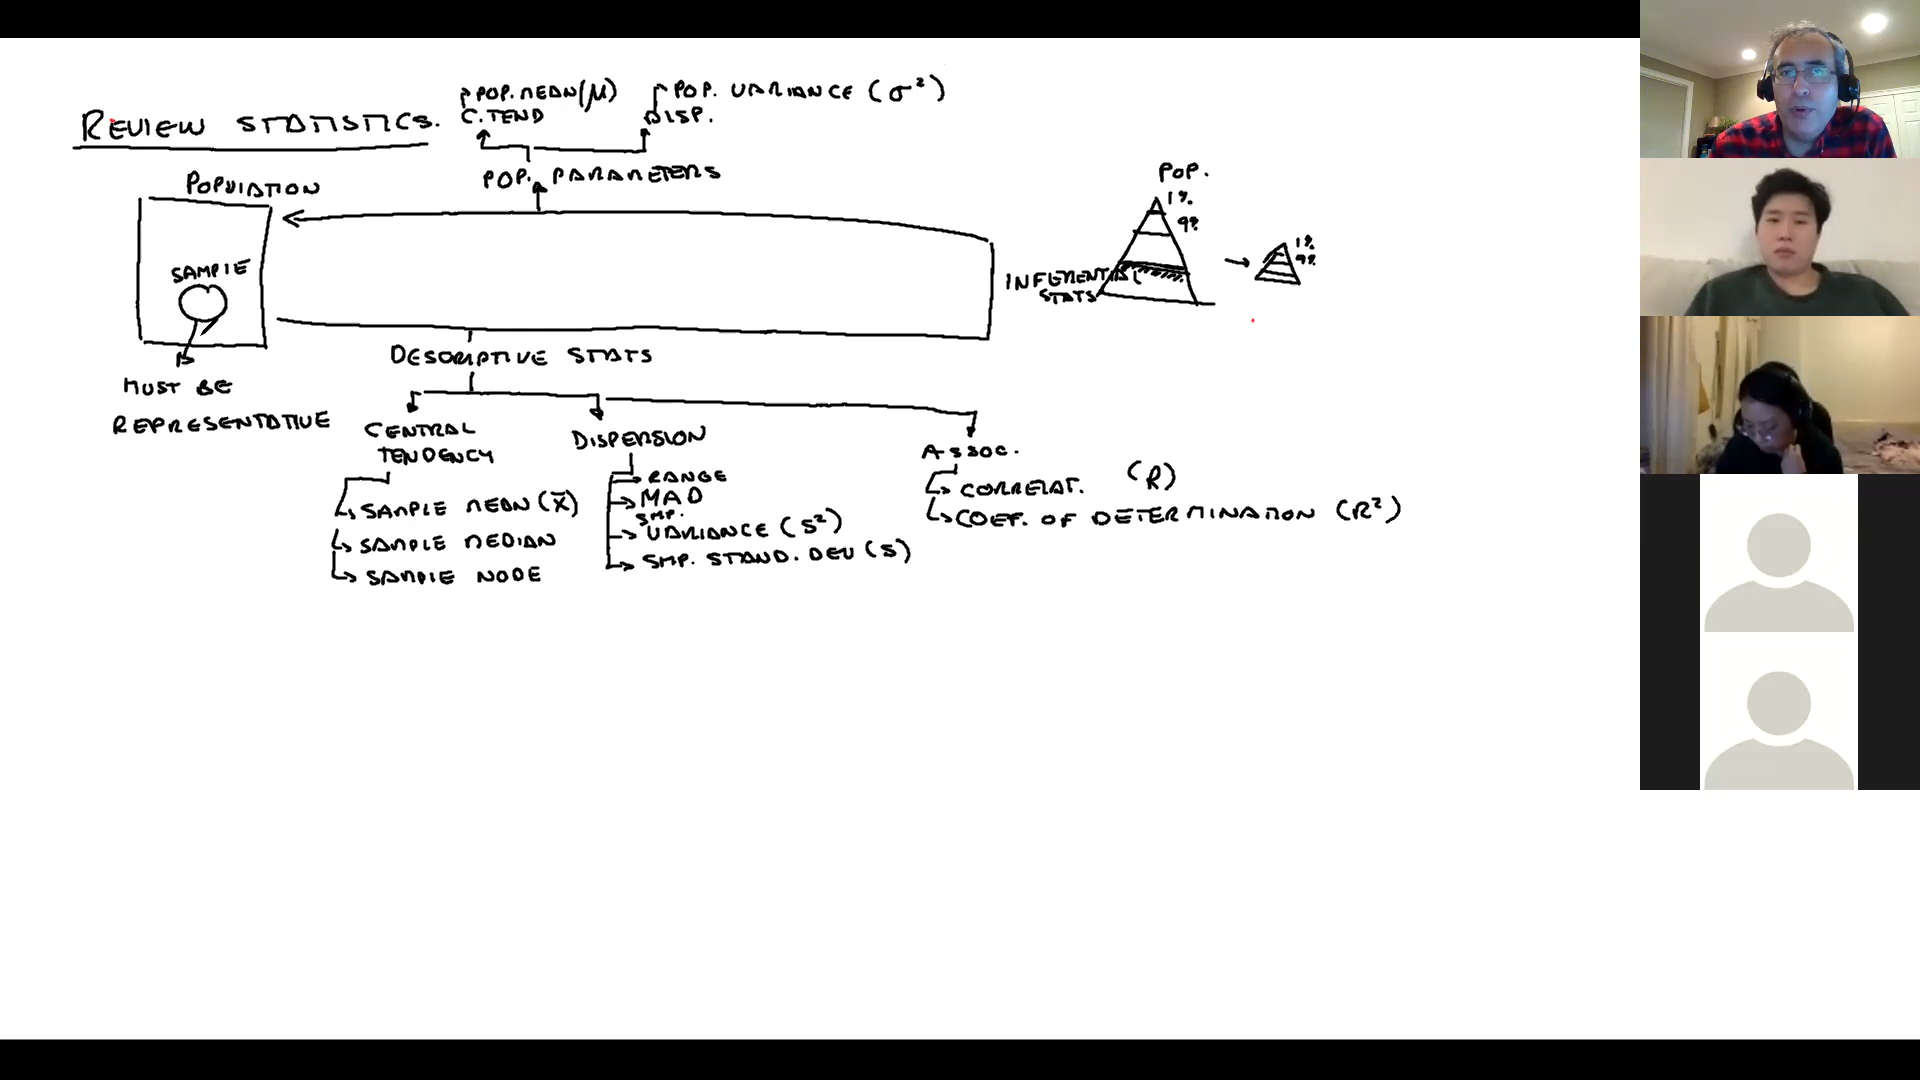 REVIEW STATISTICS.
POP. MEAN (μ)
C. TEND
POP. VARIANCE (σ²)
DISP.
POP. PARAMETERS
POPULATION
SAMPLE
MUST BE
REPRESENTATIVE
POP.
1%
9%
1%
9%
INFERENTIAL
STATS
DESCRIPTIVE STATS
CENTRAL
TENDENCY
SAMPLE MEAN (x̄)
SAMPLE MEDIAN
SAMPLE MODE
DISPERSION
RANGE
MAD
SMP.
VARIANCE (S²)
SMP. STAND. DEV (S)
ASSOC.
CORRELAT. (R)
COEF. OF DETERMINATION (R²)